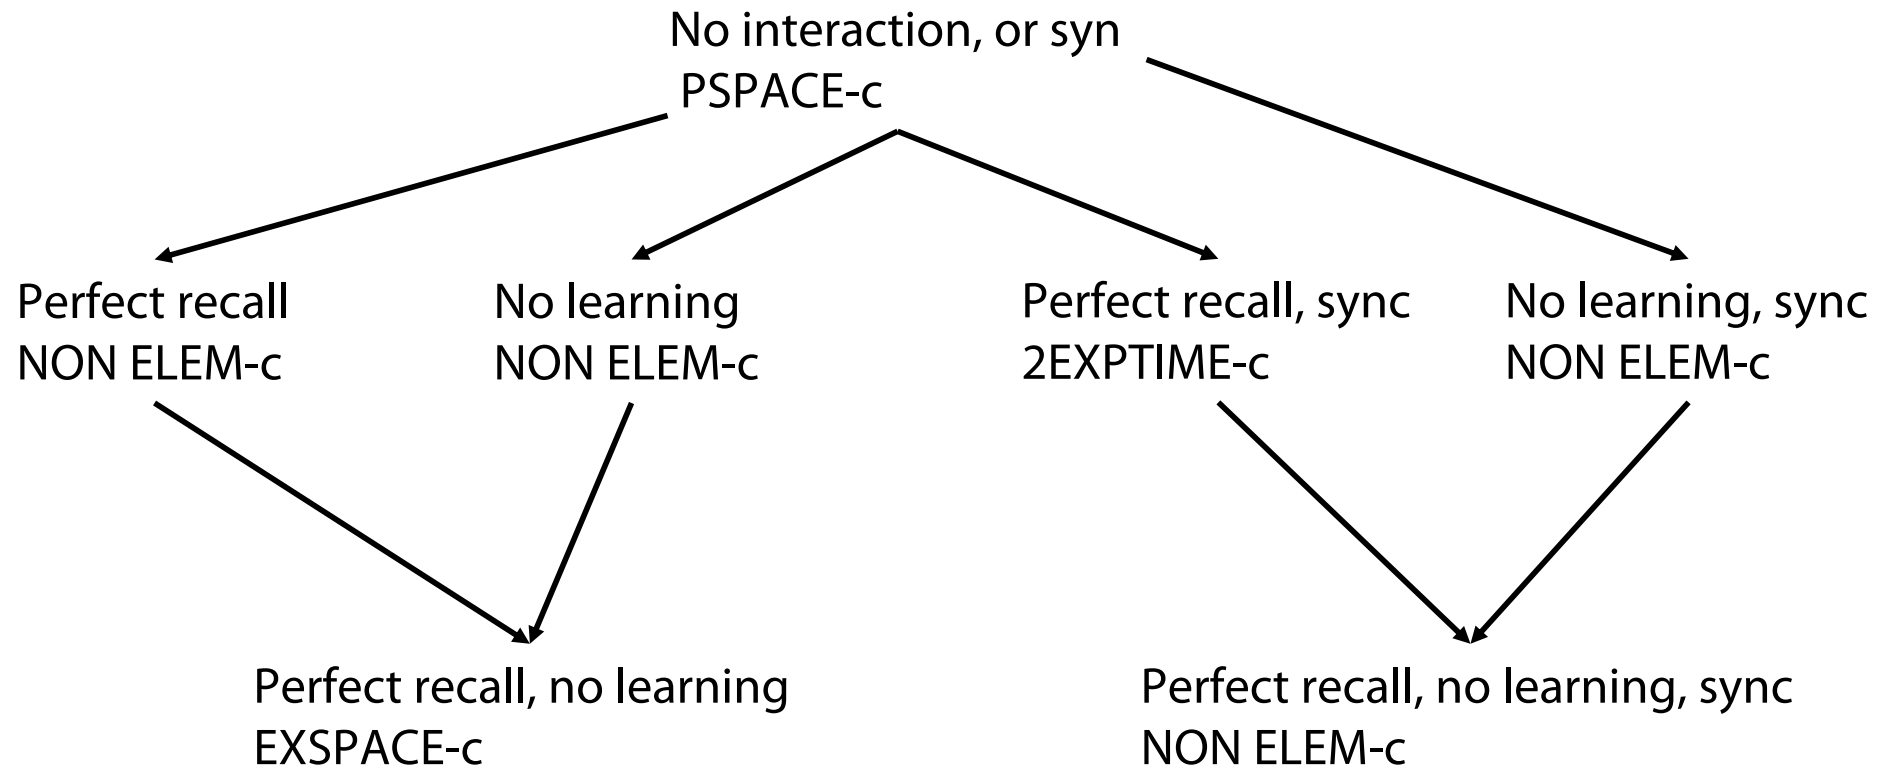 No interaction, or syn
PSPACE-c
Perfect recall
NON ELEM-c
No learning
NON ELEM-c
Perfect recall, sync
2EXPTIME-c
No learning, sync
NON ELEM-c
Perfect recall, no learning
EXSPACE-c
Perfect recall, no learning, sync
NON ELEM-c